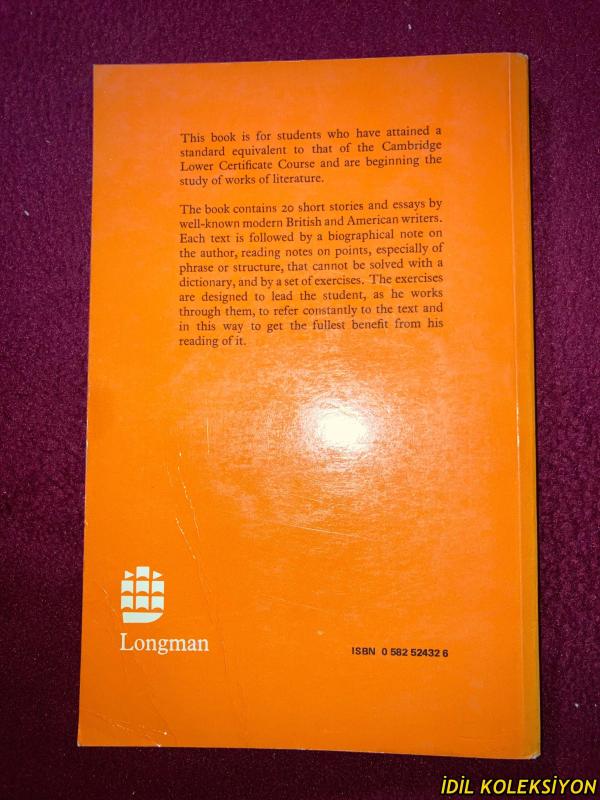 This book is for students who have attained a
standard equivalent to that of the Cambridge
Lower Certificate Course and are beginning the
study of works of literature.
The book contains 20 short stories and essays by
well-known modern British and American writers.
Each text is followed by a biographical note on
the author, reading notes on points, especially of
phrase or structure, that cannot be solved with a
dictionary, and by a set of exercises. The exercises
are designed to lead the student, as he works
through them, to refer constantly to the text and
in this way to get the fullest benefit from his
reading of it.
Longman
ISBN 0 582 52432 6
İDİL KOLEKSİYON